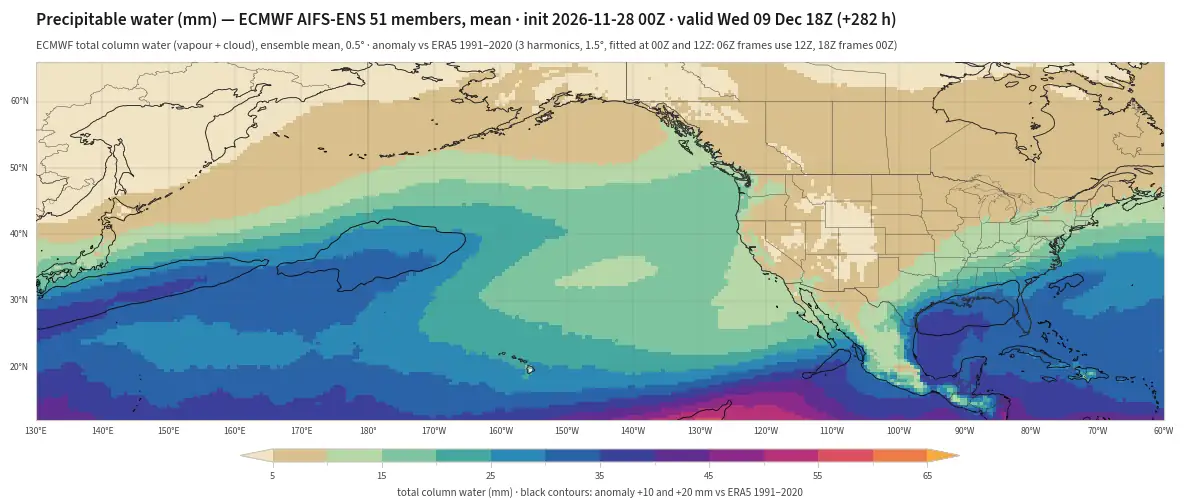 Precipitable water (mm) — ECMWF AIFS-ENS 51 members, mean · init 2026-11-28 00Z · valid Wed 09 Dec 18Z (+282 h)
ECMWF total column water (vapour + cloud), ensemble mean, 0.5° · anomaly vs ERA5 1991–2020 (3 harmonics, 1.5°, fitted at 00Z and 12Z: 06Z frames use 12Z, 18Z frames 00Z)
60°N
50°N
40°N
30°N
20°N
130°E 140°E 150°E 160°E 170°E 180° 170°W 160°W 150°W 140°W 130°W 120°W 110°W 100°W 90°W 80°W 70°W 60°W
5 15 25 35 45 55 65
total column water (mm) · black contours: anomaly +10 and +20 mm vs ERA5 1991–2020